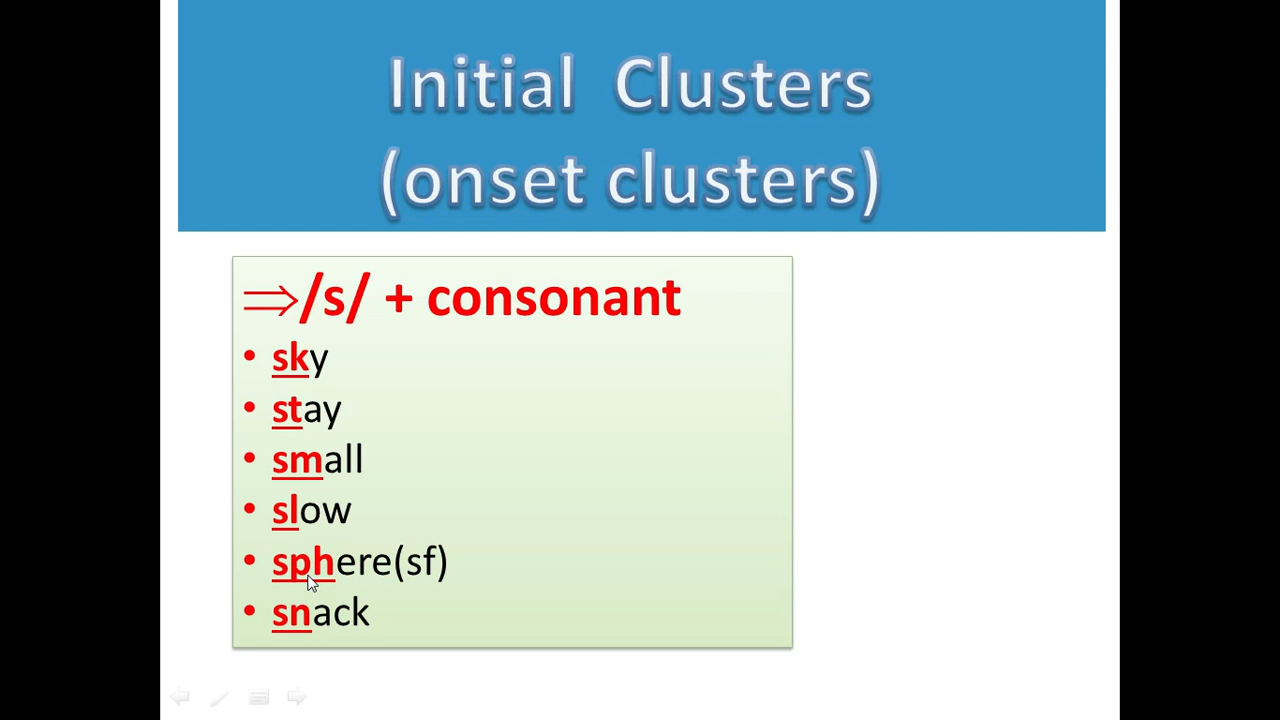 Initial Clusters
(onset clusters)
⇒/s/ + consonant
• sky
• stay
• small
• slow
• sphere(sf)
• snack